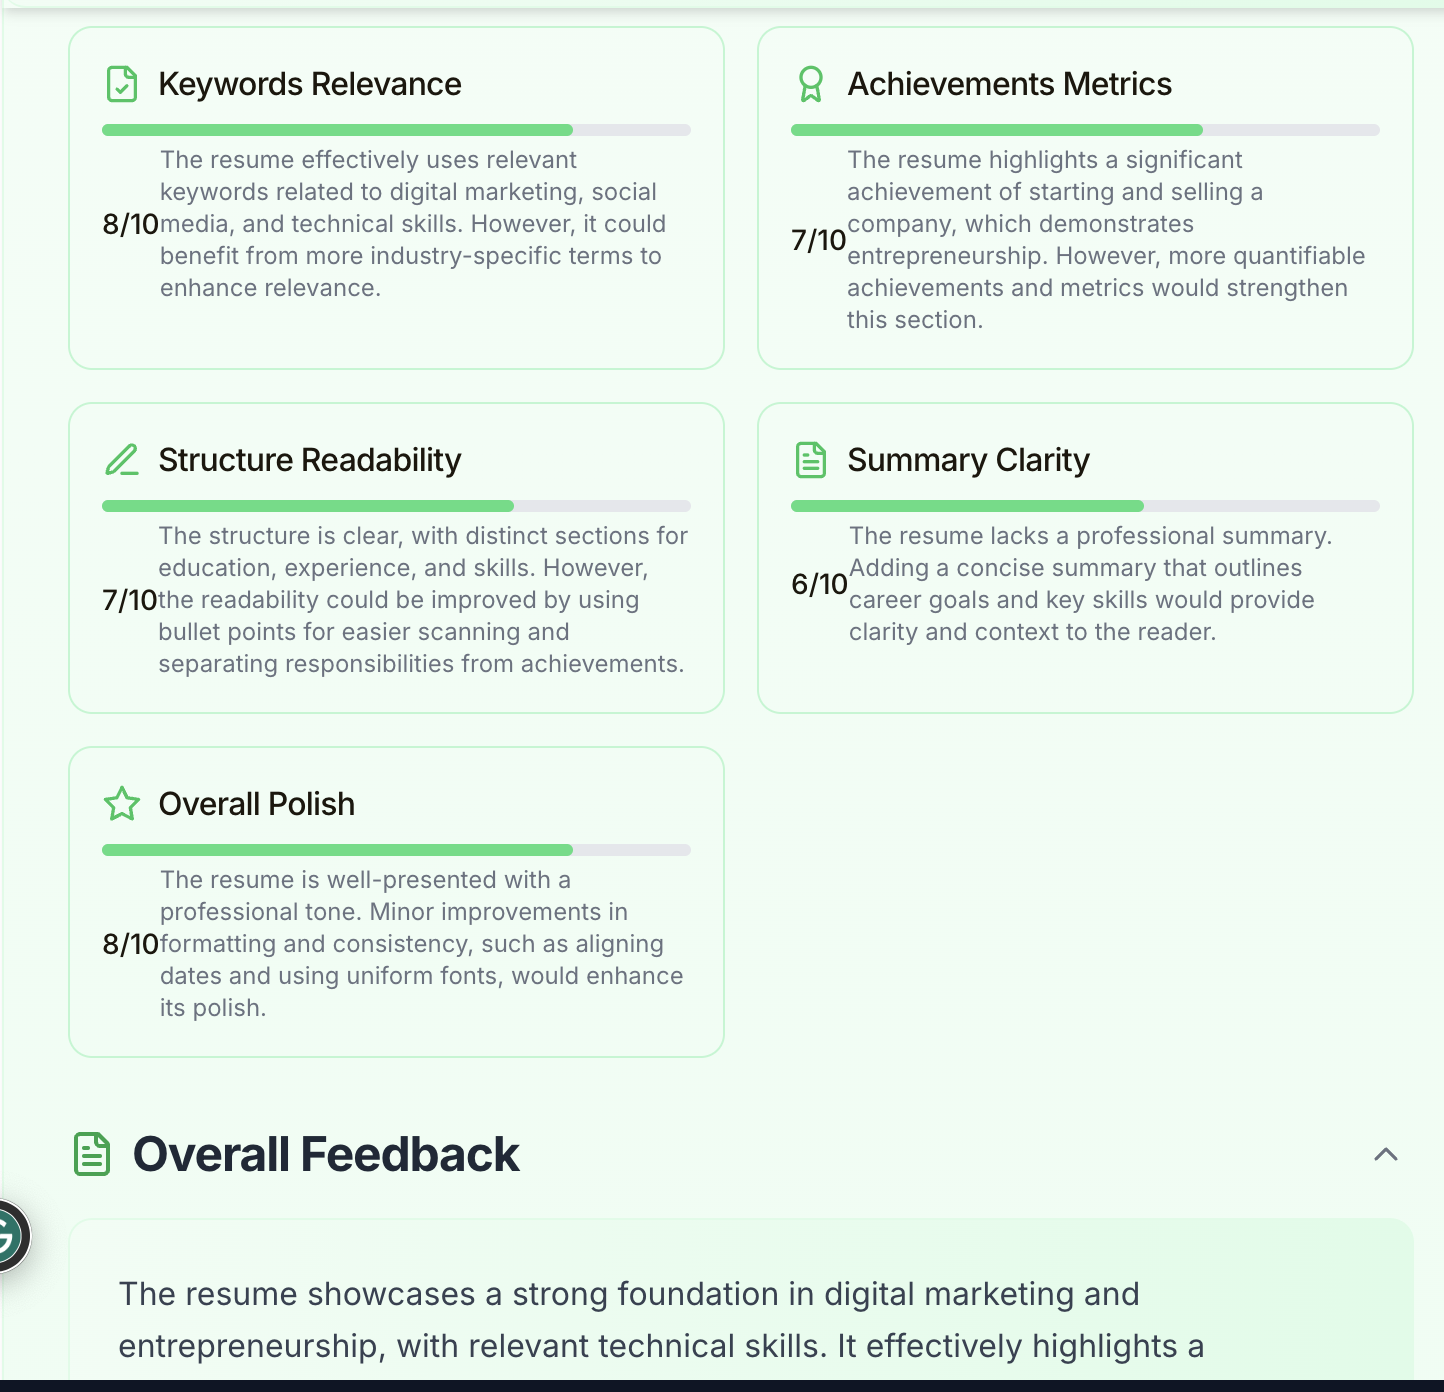 Keywords Relevance
The resume effectively uses relevant
keywords related to digital marketing, social
8/10 media, and technical skills. However, it could
benefit from more industry-specific terms to
enhance relevance.
Achievements Metrics
The resume highlights a significant
achievement of starting and selling a
company, which demonstrates
7/10
entrepreneurship. However, more quantifiable
achievements and metrics would strengthen
this section.
Structure Readability
The structure is clear, with distinct sections for
education, experience, and skills. However,
7/10 the readability could be improved by using
bullet points for easier scanning and
separating responsibilities from achievements.
Summary Clarity
The resume lacks a professional summary.
Adding a concise summary that outlines
6/10
career goals and key skills would provide
clarity and context to the reader.
Overall Polish
The resume is well-presented with a
professional tone. Minor improvements in
8/10 formatting and consistency, such as aligning
dates and using uniform fonts, would enhance
its polish.
Overall Feedback
G
The resume showcases a strong foundation in digital marketing and
entrepreneurship, with relevant technical skills. It effectively highlights a